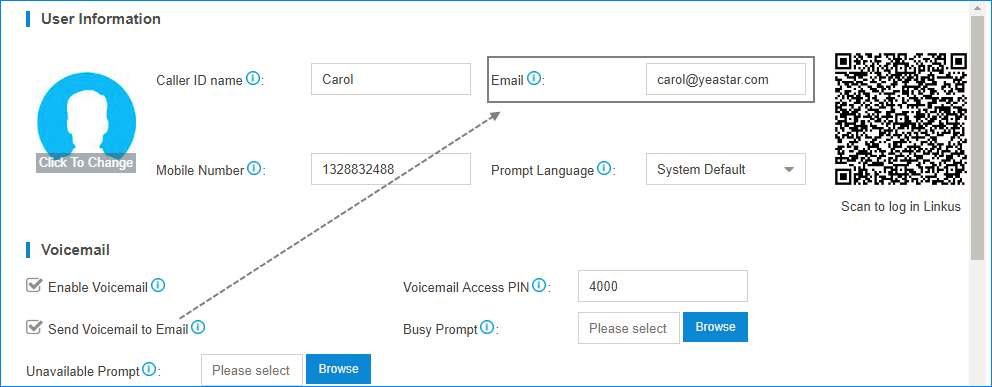 User Information
Caller ID name i: Carol Email i: carol@yeastar.com
Click To Change
Mobile Number i: 1328832488 Prompt Language i: System Default
Scan to log in Linkus
Voicemail
Enable Voicemail i Voicemail Access PIN i: 4000
Send Voicemail to Email i Busy Prompt i: Please select Browse
Unavailable Prompt i: Please select Browse